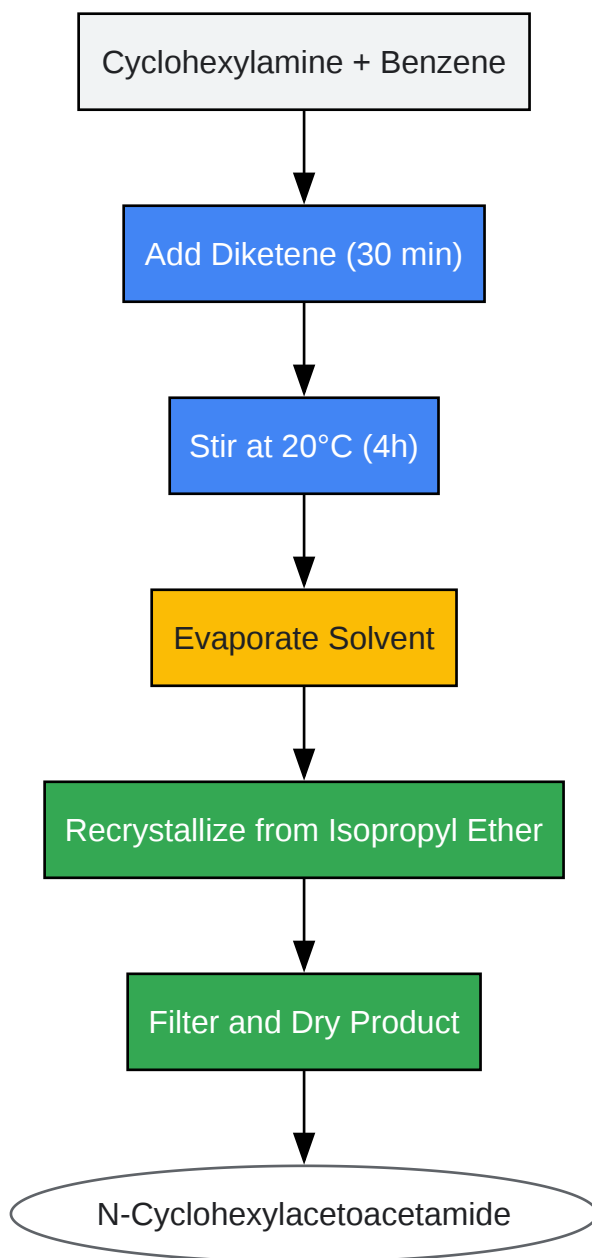 Cyclohexylamine + Benzene
Add Diketene (30 min)
Stir at 20°C (4h)
Evaporate Solvent
Recrystallize from Isopropyl Ether
Filter and Dry Product
N-Cyclohexylacetoacetamide